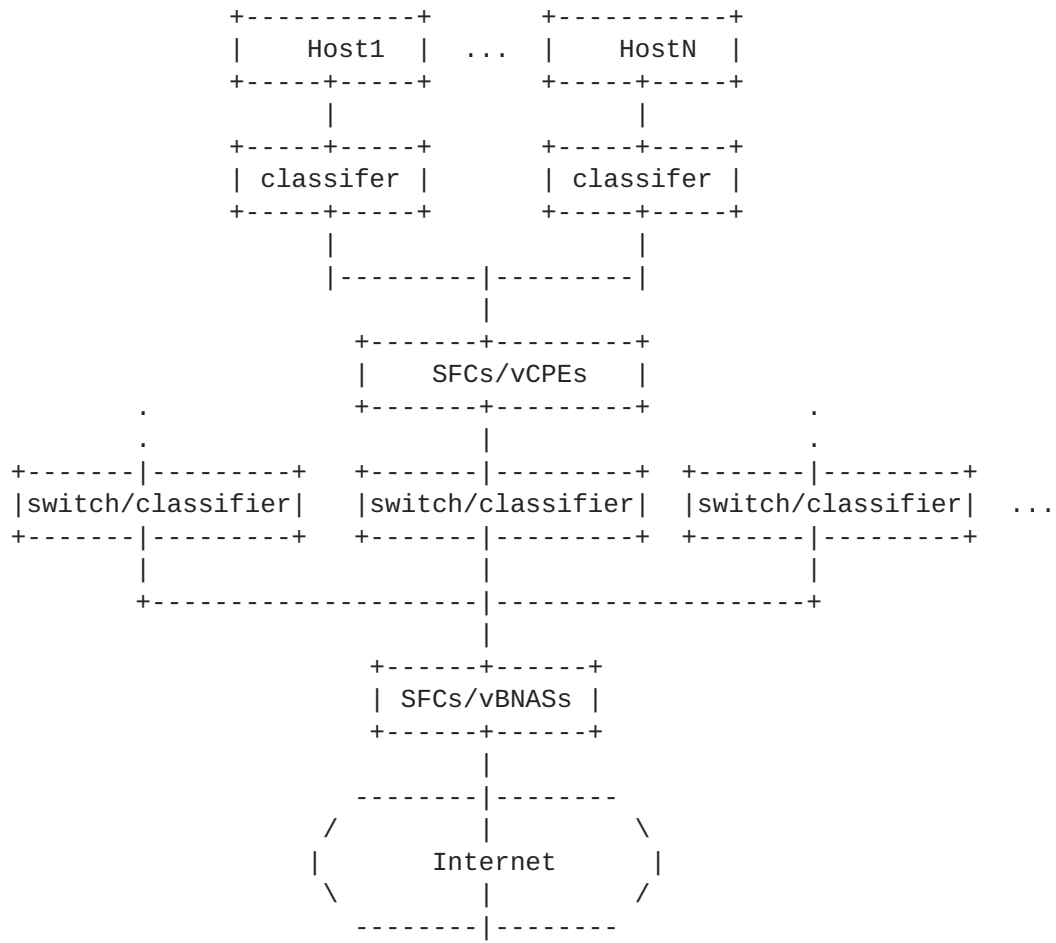 Host1 ... HostN
classifer classifer
SFCs/vCPEs
switch/classifier switch/classifier switch/classifier ...
SFCs/vBNASs
Internet